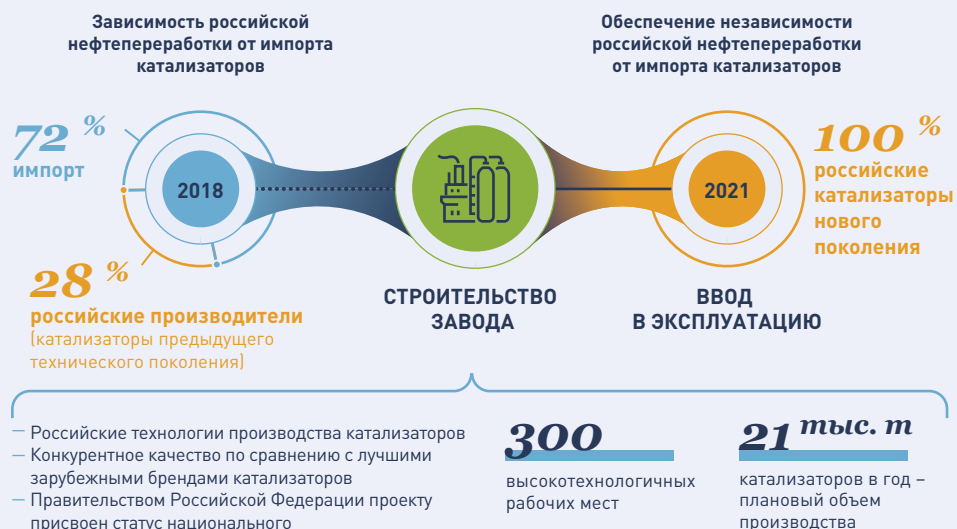 Зависимость российской
нефтепереработки от импорта
катализаторов
Обеспечение независимости
российской нефтепереработки
от импорта катализаторов
72 %
импорт
2018
28 %
российские производители
(катализаторы предыдущего
технического поколения)
СТРОИТЕЛЬСТВО
ЗАВОДА
2021
ВВОД
В ЭКСПЛУАТАЦИЮ
100 %
российские
катализаторы
нового
поколения
— Российские технологии производства катализаторов
— Конкурентное качество по сравнению с лучшими
зарубежными брендами катализаторов
— Правительством Российской Федерации проекту
присвоен статус национального
300
высокотехнологичных
рабочих мест
21 тыс. т
катализаторов в год –
плановый объем
производства